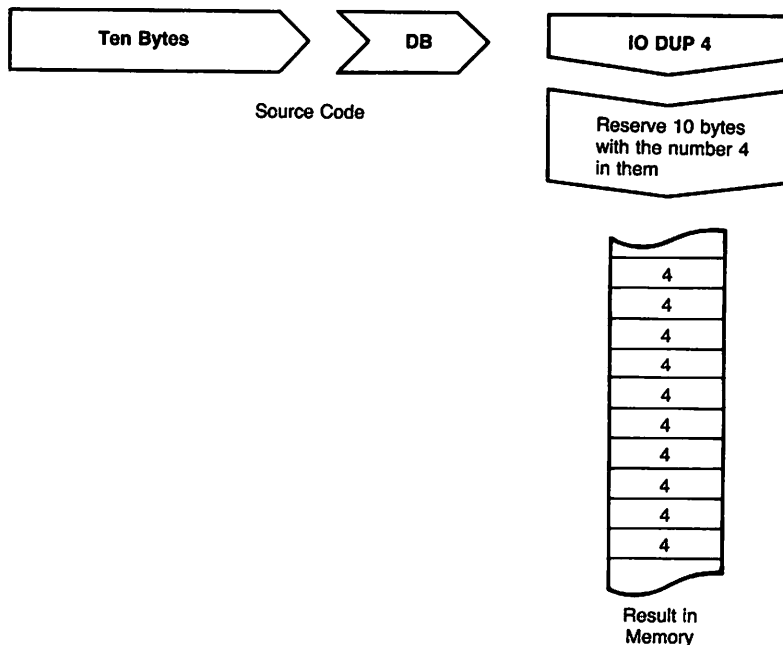 Ten Bytes
DB
IO DUP 4
Source Code
Reserve 10 bytes
with the number 4
in them
4
4
4
4
4
4
4
4
4
4
Result in
Memory